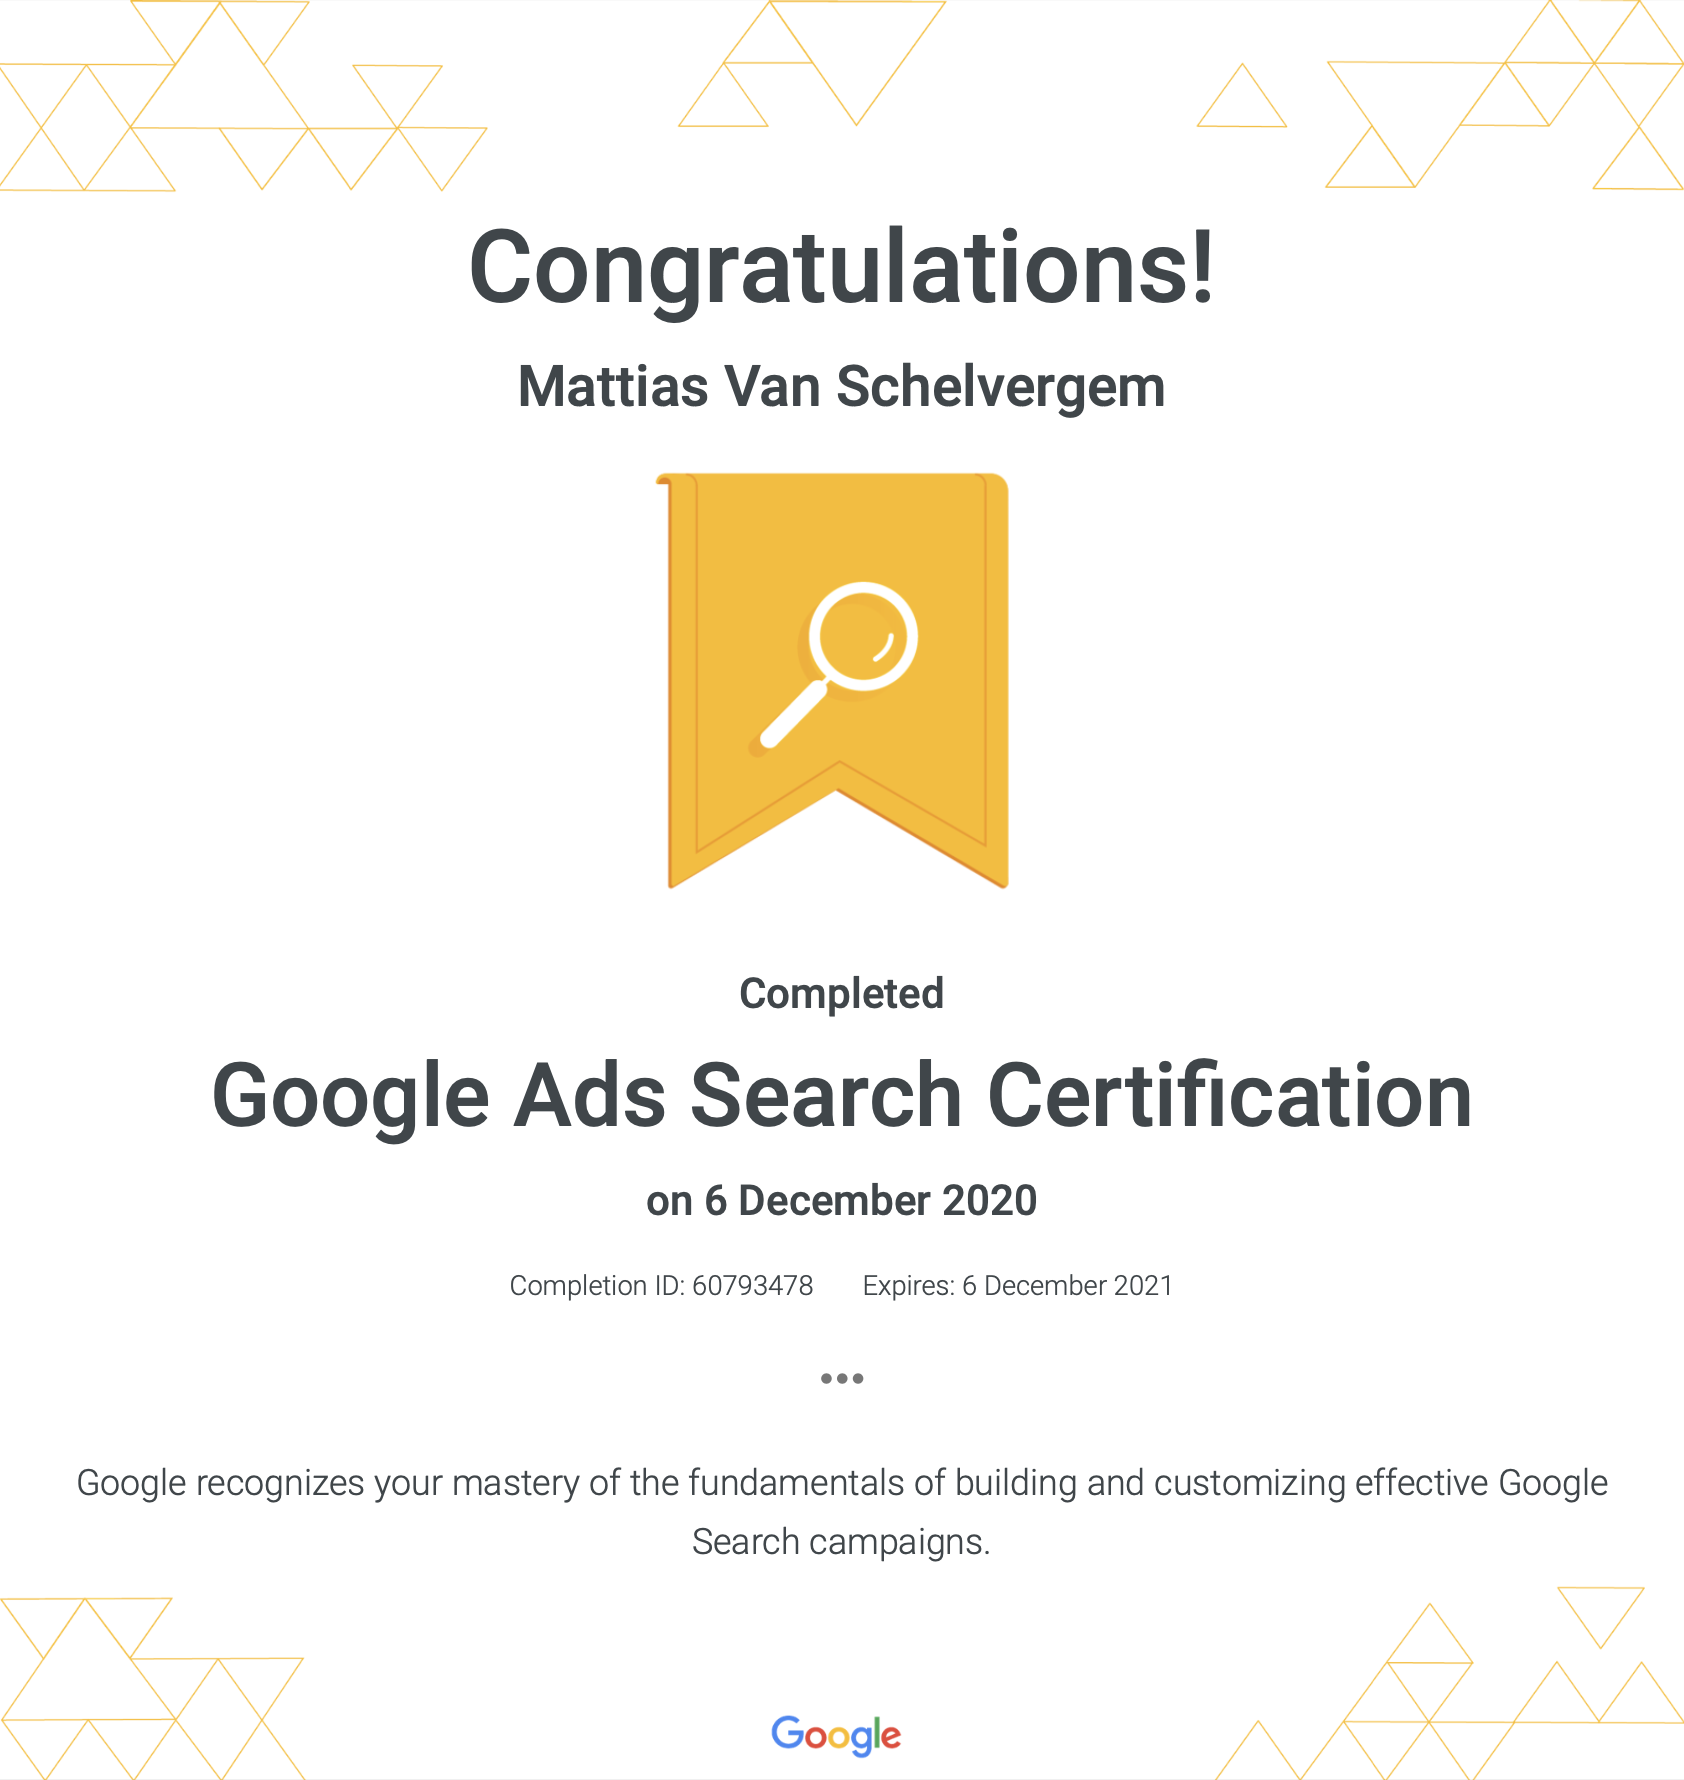 Congratulations!
Mattias Van Schelvergem
Completed
Google Ads Search Certification
on 6 December 2020
Completion ID: 60793478 Expires: 6 December 2021
Google recognizes your mastery of the fundamentals of building and customizing effective Google
Search campaigns.
Google